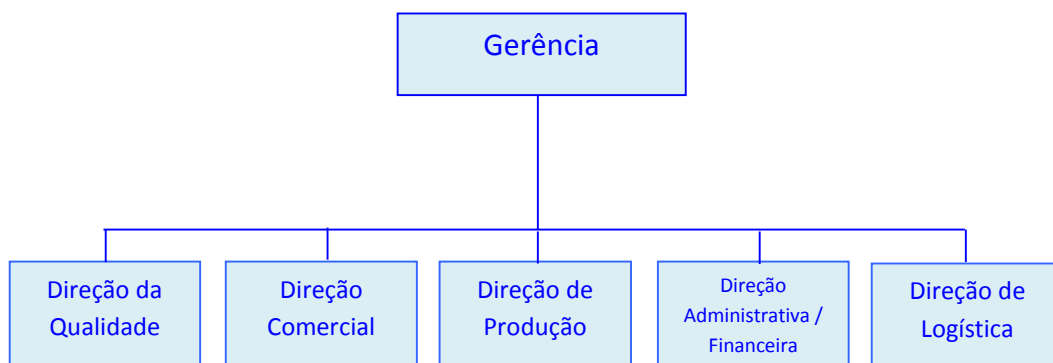 Gerência
Direção da
Qualidade
Direção
Comercial
Direção de
Produção
Direção
Administrativa /
Financeira
Direção de
Logística